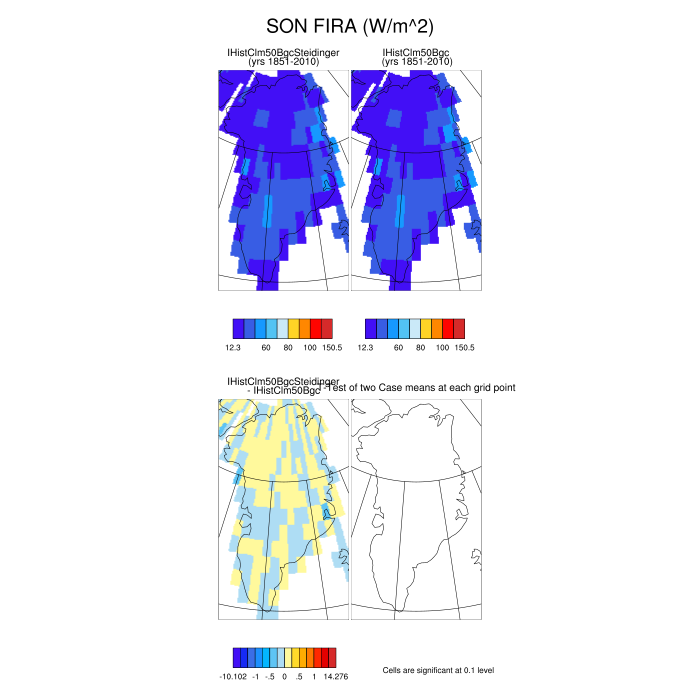 SON FIRA (W/m^2)
IHistClm50BgcSteidinger
(yrs 1851-2010)
IHistClm50Bgc
(yrs 1851-2010)
12.3 60 80 100 150.5
12.3 60 80 100 150.5
IHistClm50BgcSteidinger
- IHistClm50Bgc
T-Test of two Case means at each grid point
-10.102 -1 -.5 0 .5 1 14.276
Cells are significant at 0.1 level